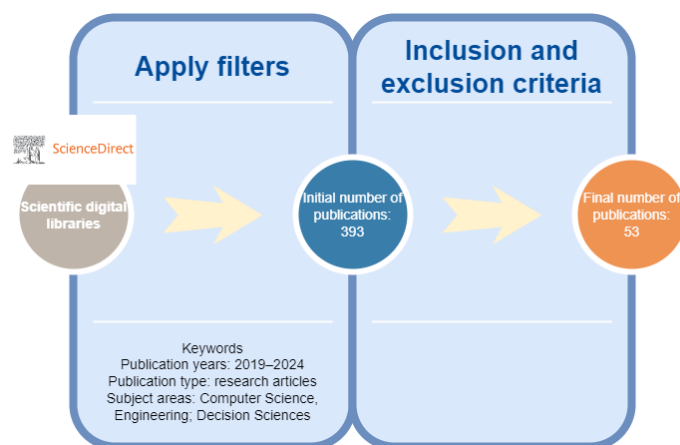 Apply filters
Inclusion and
exclusion criteria
ScienceDirect
Scientific digital
libraries
Initial number of
publications:
393
Final number of
publications:
53
Keywords
Publication years: 2019–2024
Publication type: research articles
Subject areas: Computer Science,
Engineering; Decision Sciences